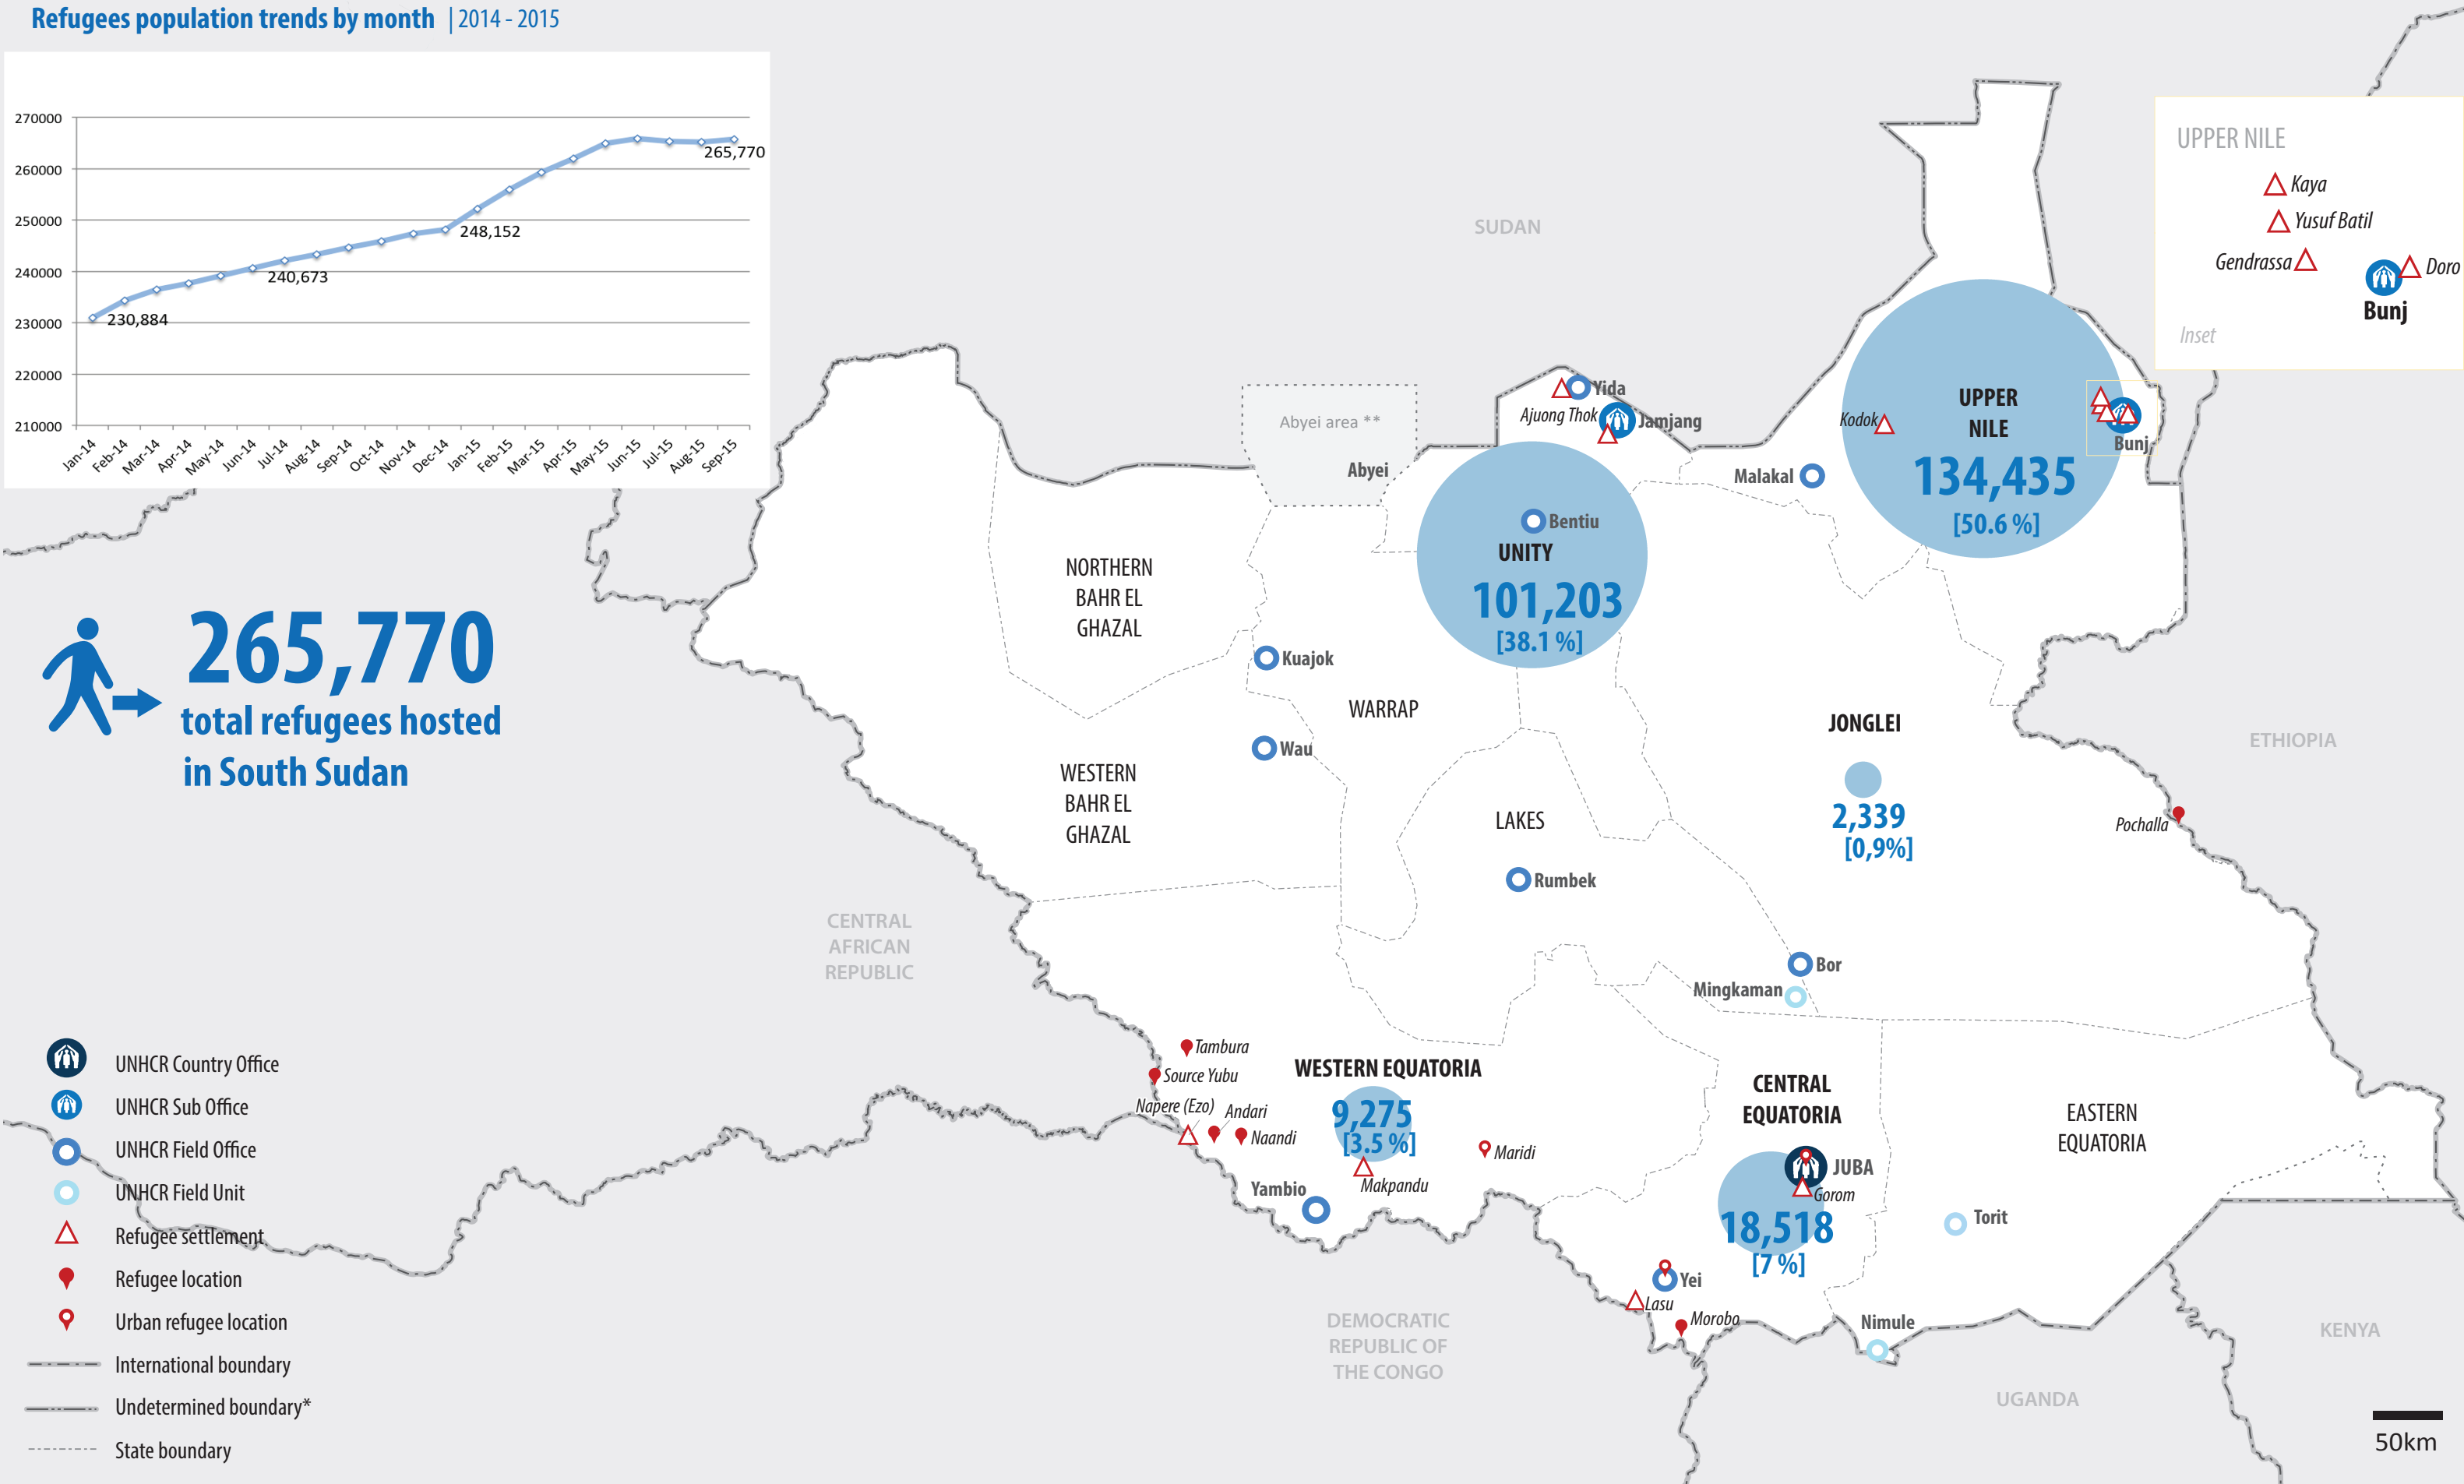 Refugees population trends by month | 2014 - 2015
270000
260000
250000
240000
230000
220000
210000
230,884
240,673
248,152
265,770
Jan-14
Feb-14
Mar-14
Apr-14
May-14
Jun-14
Jul-14
Aug-14
Sep-14
Oct-14
Nov-14
Dec-14
Jan-15
Feb-15
Mar-15
Apr-15
May-15
Jun-15
Jul-15
Aug-15
Sep-15
265,770
total refugees hosted
in South Sudan
UPPER NILE
Kaya
Yusuf Batil
Gendrassa
Doro
Bunj
Inset
SUDAN
Abyei area **
Abyei
Yida
Ajuong Thok
Jamjang
Kodok
UPPER
NILE
134,435
[50.6 %]
Bunj
Malakal
Bentiu
UNITY
101,203
[38.1 %]
NORTHERN
BAHR EL
GHAZAL
Kuajok
WARRAP
Wau
WESTERN
BAHR EL
GHAZAL
JONGLEI
2,339
[0,9%]
ETHIOPIA
Pochalla
LAKES
Rumbek
CENTRAL
AFRICAN
REPUBLIC
Bor
Mingkaman
Tambura
Source Yubu
Napere (Ezo)
Andari
Naandi
WESTERN EQUATORIA
9,275
[3.5 %]
Makpandu
Maridi
Yambio
CENTRAL
EQUATORIA
JUBA
Gorom
18,518
[7 %]
EASTERN
EQUATORIA
Torit
Yei
Lasu
Morobo
Nimule
DEMOCRATIC
REPUBLIC OF
THE CONGO
UGANDA
KENYA
UNHCR Country Office
UNHCR Sub Office
UNHCR Field Office
UNHCR Field Unit
Refugee settlement
Refugee location
Urban refugee location
International boundary
Undetermined boundary*
State boundary
50km